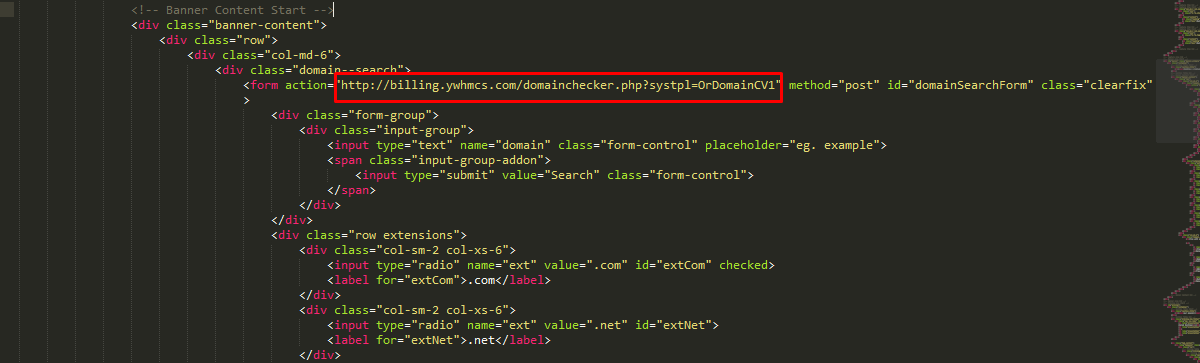 <!-- Banner Content Start -->
<div class="banner-content">
<div class="row">
<div class="col-md-6">
<div class="domain--search">
<form action="http://billing.ywhmcs.com/domainchecker.php?systpl=OrDomainCV1" method="post" id="domainSearchForm" class="clearfix"
>
<div class="form-group">
<div class="input-group">
<input type="text" name="domain" class="form-control" placeholder="eg. example">
<span class="input-group-addon">
<input type="submit" value="Search" class="form-control">
</span>
</div>
</div>
<div class="row extensions">
<div class="col-sm-2 col-xs-6">
<input type="radio" name="ext" value=".com" id="extCom" checked>
<label for="extCom">.com</label>
</div>
<div class="col-sm-2 col-xs-6">
<input type="radio" name="ext" value=".net" id="extNet">
<label for="extNet">.net</label>
</div>